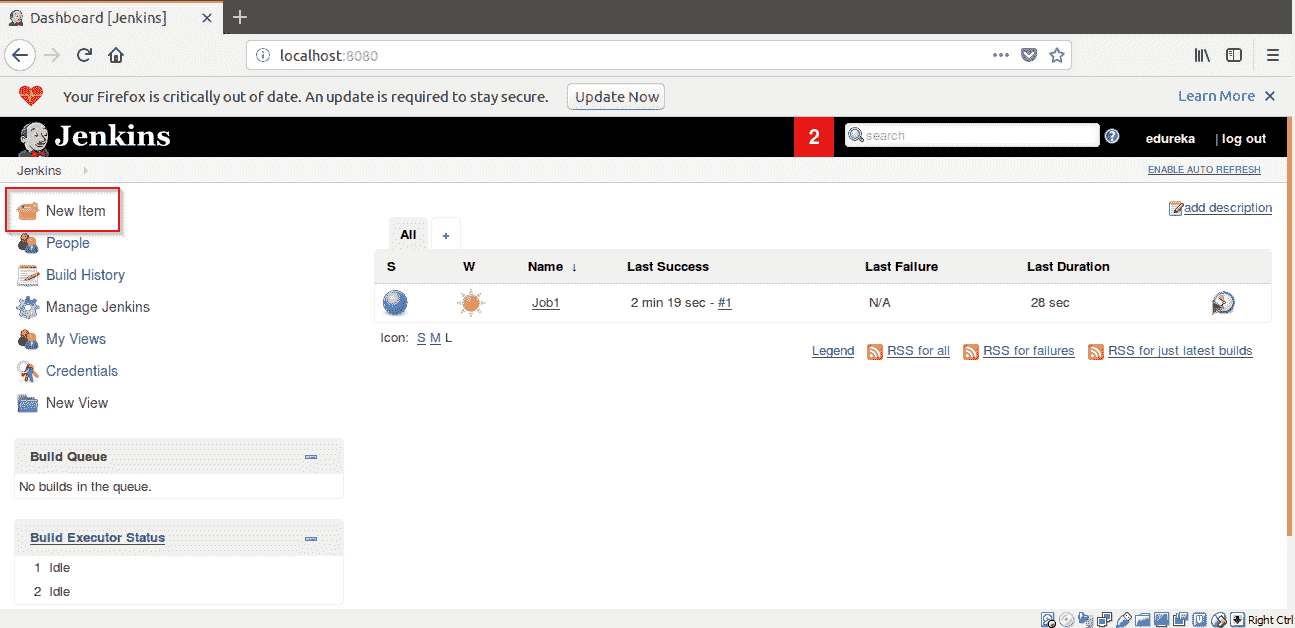 Dashboard [Jenkins]
localhost:8080
Your Firefox is critically out of date. An update is required to stay secure. Update Now Learn More
Jenkins 2 search edureka | log out
Jenkins ENABLE AUTO REFRESH
New Item
People
Build History
Manage Jenkins
My Views
Credentials
New View
Build Queue
No builds in the queue.
Build Executor Status
1 Idle
2 Idle
add description
All +
S W Name ↓ Last Success Last Failure Last Duration
Job1 2 min 19 sec - #1 N/A 28 sec
Icon: S M L
Legend RSS for all RSS for failures RSS for just latest builds
Right Ctrl